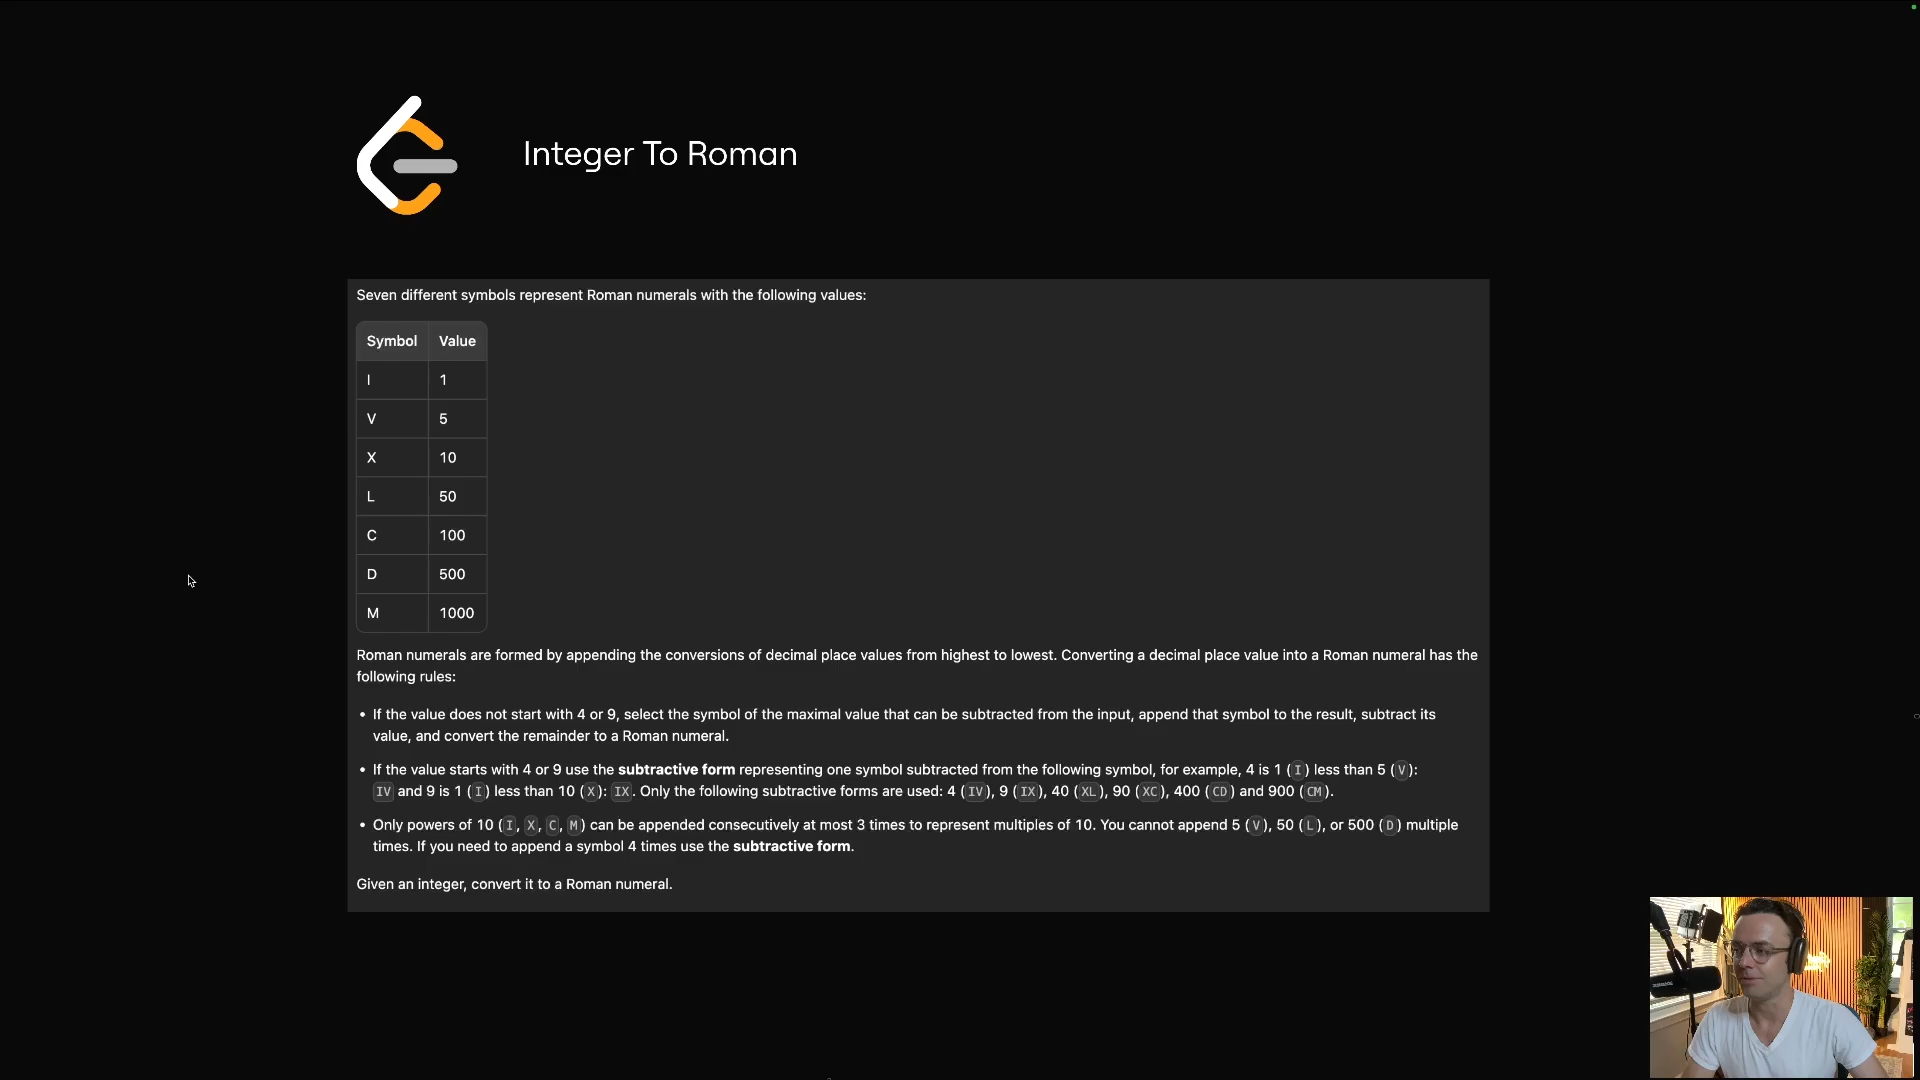 Integer To Roman
Seven different symbols represent Roman numerals with the following values:
Symbol Value
I 1
V 5
X 10
L 50
C 100
D 500
M 1000
Roman numerals are formed by appending the conversions of decimal place values from highest to lowest. Converting a decimal place value into a Roman numeral has the
following rules:
• If the value does not start with 4 or 9, select the symbol of the maximal value that can be subtracted from the input, append that symbol to the result, subtract its
value, and convert the remainder to a Roman numeral.
• If the value starts with 4 or 9 use the subtractive form representing one symbol subtracted from the following symbol, for example, 4 is 1 (I) less than 5 (V):
IV and 9 is 1 (I) less than 10 (X): IX. Only the following subtractive forms are used: 4 (IV), 9 (IX), 40 (XL), 90 (XC), 400 (CD) and 900 (CM).
• Only powers of 10 (I, X, C, M) can be appended consecutively at most 3 times to represent multiples of 10. You cannot append 5 (V), 50 (L), or 500 (D) multiple
times. If you need to append a symbol 4 times use the subtractive form.
Given an integer, convert it to a Roman numeral.